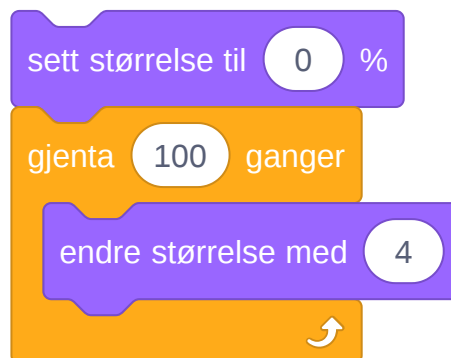 sett størrelse til 0 %
gjenta 100 ganger
endre størrelse med 4